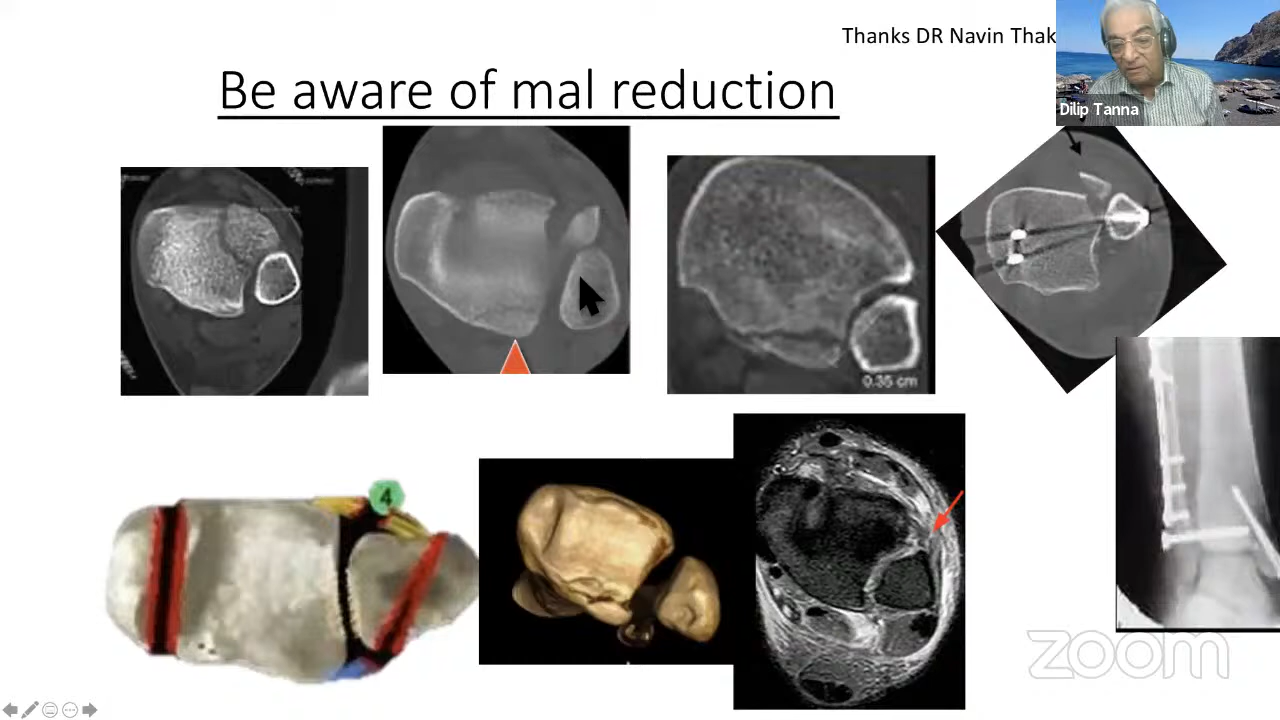 Thanks DR Navin Thak
Be aware of mal reduction
Dilip Tanna
0.35 cm
4
zoom